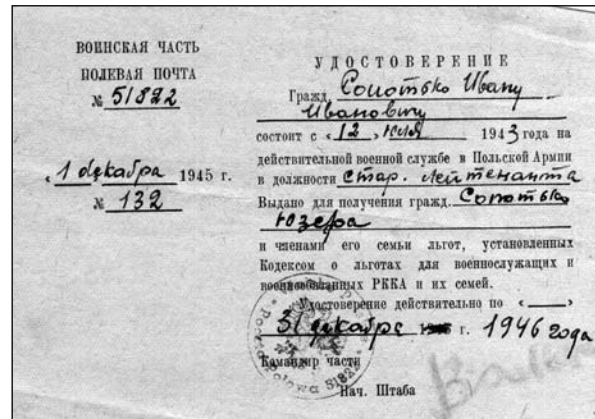 ВОИНСКАЯ ЧАСТЬ
ПОЛЕВАЯ ПОЧТА
№ 51822
«1 декабря 1945 г.
№ 132
УДОСТОВЕРЕНИЕ
Гражд. Сопотько Ивану
Ивановичу
состоит с «12» июля 1943 года на
действительной военной службе в Польской Армии
в должности Стар. лейтенанта
Выдано для получения гражд. Сопотько
Юзефа
и членами его семьи льгот, установленных
Кодексом о льготах для военнослужащих и
военнообязанных РККА и их семей.
Удостоверение действительно по « »
31 декабря г. 1946 года
Командир части
Нач. Штаба